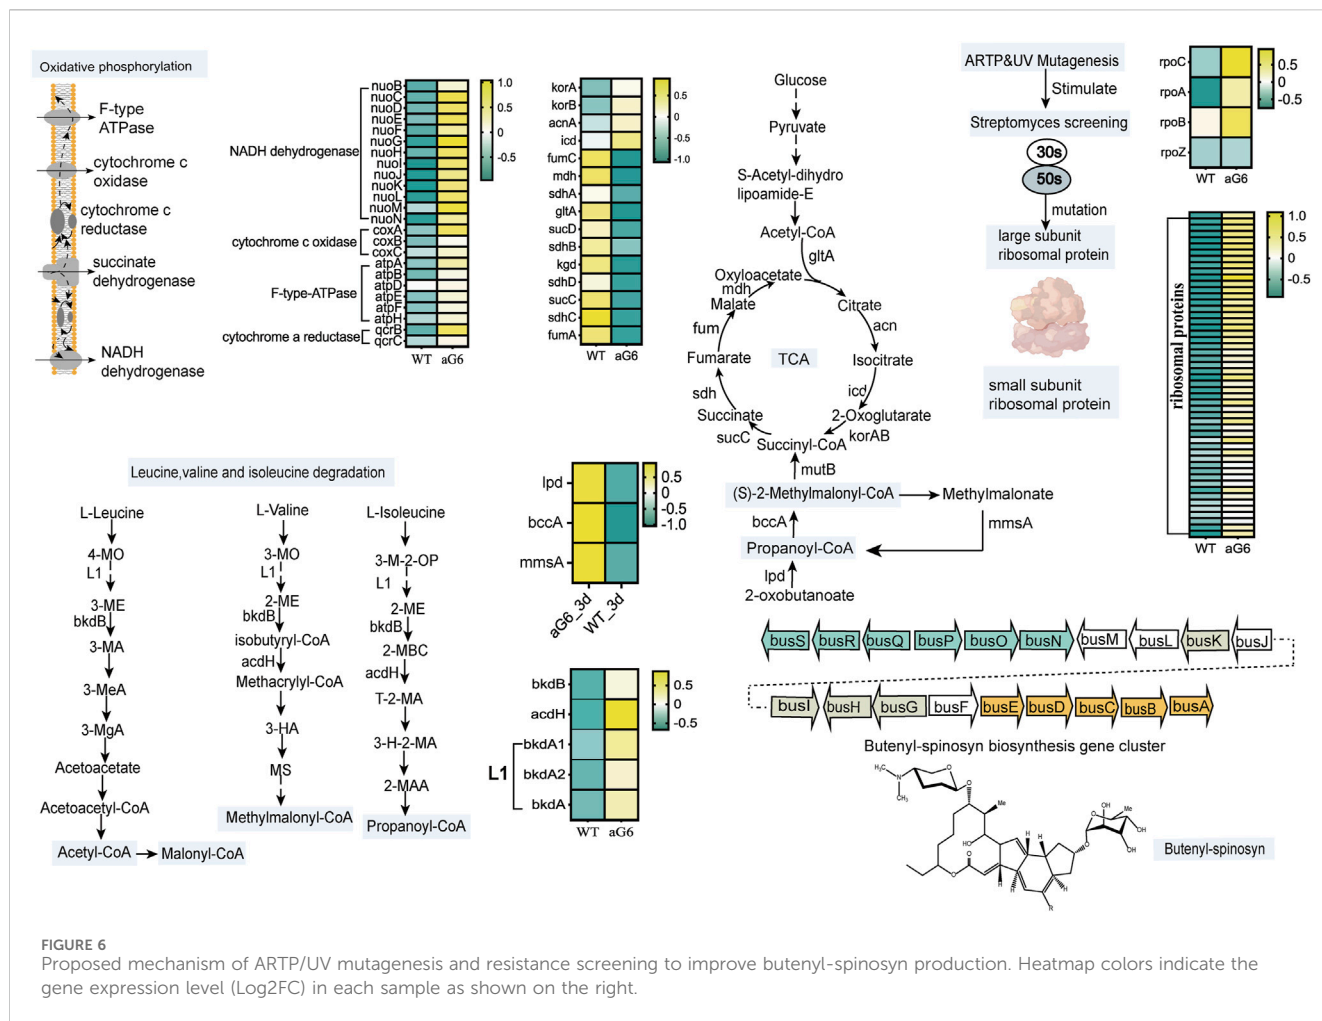 Oxidative phosphorylation
F-type
ATPase
cytochrome c
oxidase
cytochrome c
reductase
succinate
dehydrogenase
NADH
dehydrogenase
NADH dehydrogenase
cytochrome c oxidase
F-type-ATPase
cytochrome a reductase
nuoB
nuoC
nuoD
nuoE
nuoF
nuoG
nuoH
nuoI
nuoJ
nuoK
nuoL
nuoM
nuoN
coxA
coxB
coxC
atpA
atpB
atpD
atpE
atpF
atpH
qcrB
qcrC
WT aG6
1.0
0.5
0
-0.5
korA
korB
acnA
icd
fumC
mdh
sdhA
gltA
sucD
sdhB
kgd
sdhD
sucC
sdhC
fumA
WT aG6
0.5
0
-0.5
-1.0
Glucose
Pyruvate
S-Acetyl-dihydro
lipoamide-E
Acetyl-CoA
gltA
Oxyloacetate
mdh
Malate
Citrate
fum
acn
Fumarate
TCA
Isocitrate
sdh
icd
Succinate
2-Oxoglutarate
sucC
korAB
Succinyl-CoA
mutB
(S)-2-Methylmalonyl-CoA
Methylmalonate
bccA
mmsA
Propanoyl-CoA
lpd
2-oxobutanoate
ARTP&UV Mutagenesis
Stimulate
Streptomyces screening
30s
50s
mutation
large subunit
ribosomal protein
small subunit
ribosomal protein
rpoC
rpoA
rpoB
rpoZ
WT aG6
0.5
0
-0.5
ribosomal proteins
WT aG6
1.0
0.5
0
-0.5
Leucine,valine and isoleucine degradation
L-Leucine
4-MO
L1
3-ME
bkdB
3-MA
3-MeA
3-MgA
Acetoacetate
Acetoacetyl-CoA
Acetyl-CoA
Malonyl-CoA
L-Valine
3-MO
L1
2-ME
bkdB
isobutyryl-CoA
acdH
Methacrylyl-CoA
3-HA
MS
Methylmalonyl-CoA
L-Isoleucine
3-M-2-OP
L1
2-ME
bkdB
2-MBC
acdH
T-2-MA
3-H-2-MA
2-MAA
Propanoyl-CoA
lpd
bccA
mmsA
aG6_3d
WT_3d
0.5
0
-0.5
-1.0
bkdB
acdH
bkdA1
bkdA2
bkdA
L1
WT aG6
0.5
0
-0.5
busS busR busQ busP busO busN busM busL busK busJ
busI busH busG busF busE busD busC busB busA
Butenyl-spinosyn biosynthesis gene cluster
H₃C
N
CH₃
O
O
Me
HO
O
O
H
H
H
H
H
R
O
O
OH
Me
OH
OH
Butenyl-spinosyn
FIGURE 6
Proposed mechanism of ARTP/UV mutagenesis and resistance screening to improve butenyl-spinosyn production. Heatmap colors indicate the
gene expression level (Log2FC) in each sample as shown on the right.